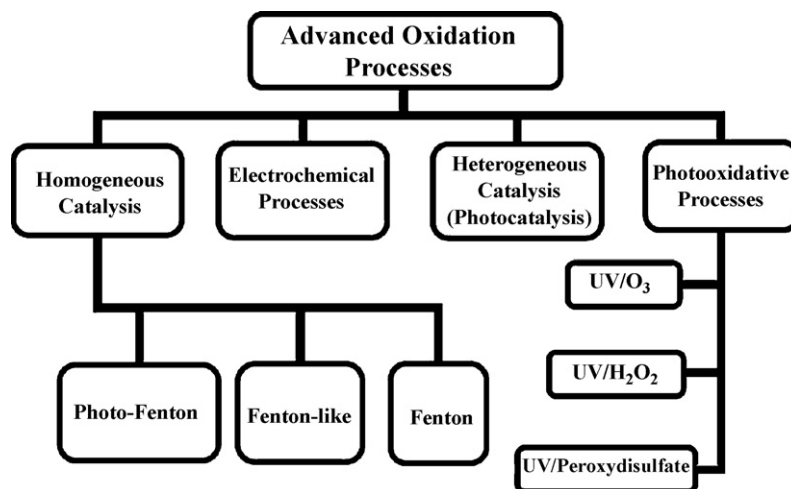 Advanced Oxidation
Processes
Homogeneous
Catalysis
Electrochemical
Processes
Heterogeneous
Catalysis
(Photocatalysis)
Photooxidative
Processes
UV/O₃
UV/H₂O₂
UV/Peroxydisulfate
Photo-Fenton
Fenton-like
Fenton